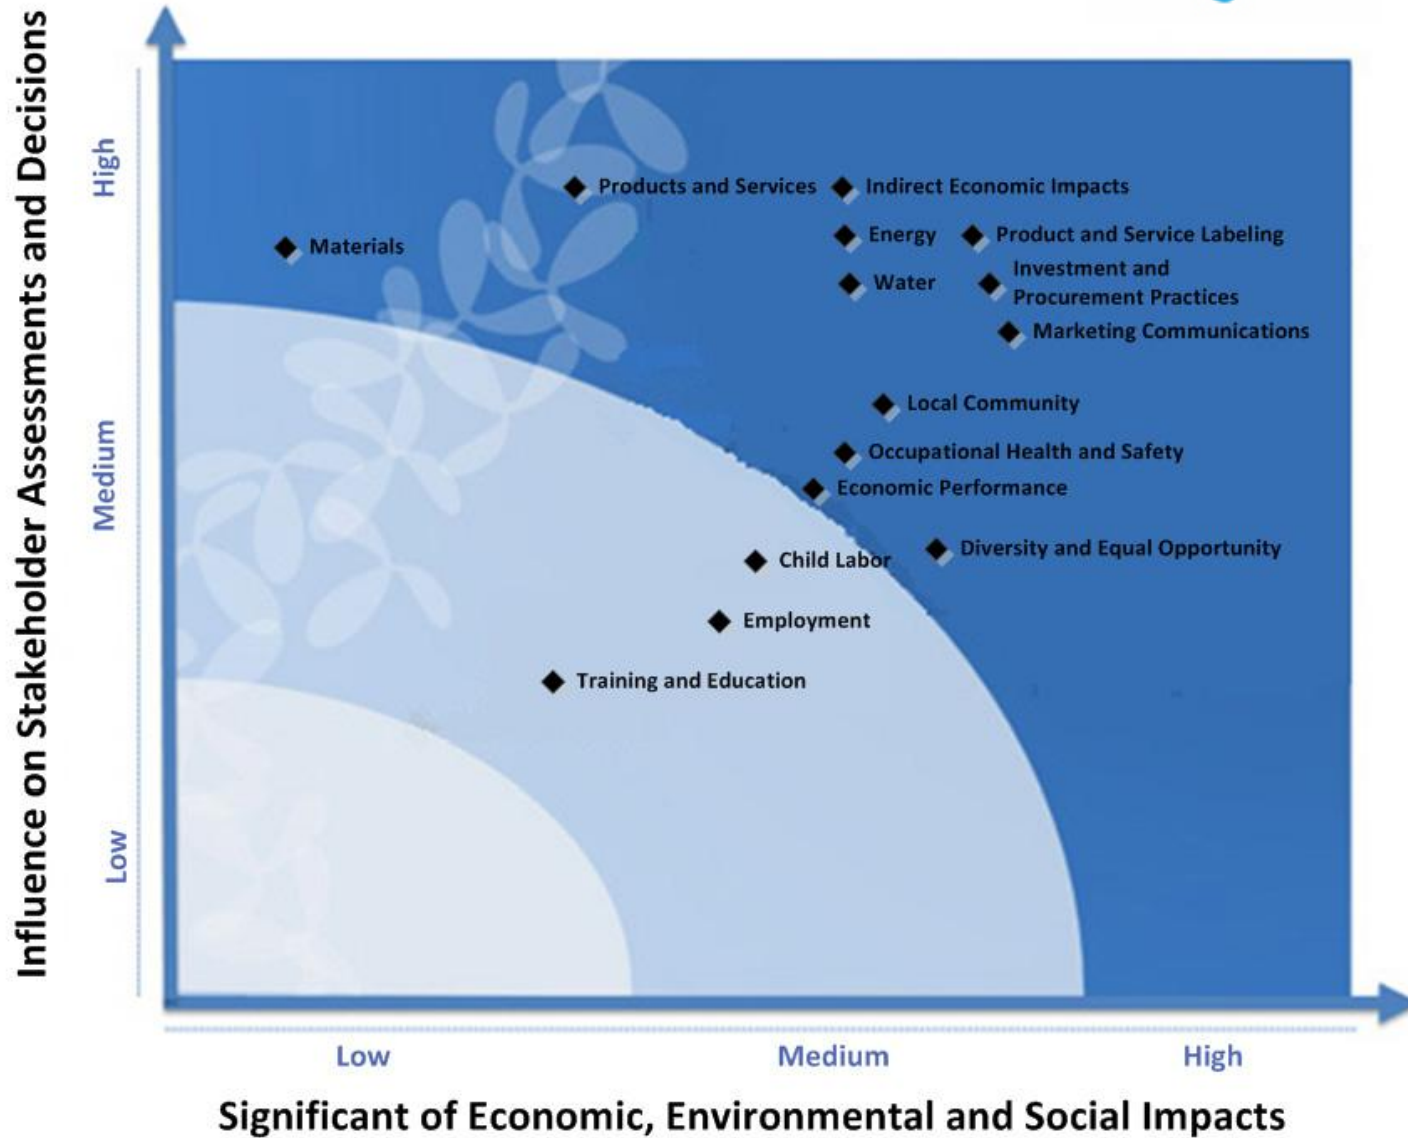 Influence on Stakeholder Assessments and Decisions
High
Medium
Low
Products and Services
Indirect Economic Impacts
Materials
Energy
Product and Service Labeling
Water
Investment and
Procurement Practices
Marketing Communications
Local Community
Occupational Health and Safety
Economic Performance
Child Labor
Diversity and Equal Opportunity
Employment
Training and Education
Low
Medium
High
Significant of Economic, Environmental and Social Impacts